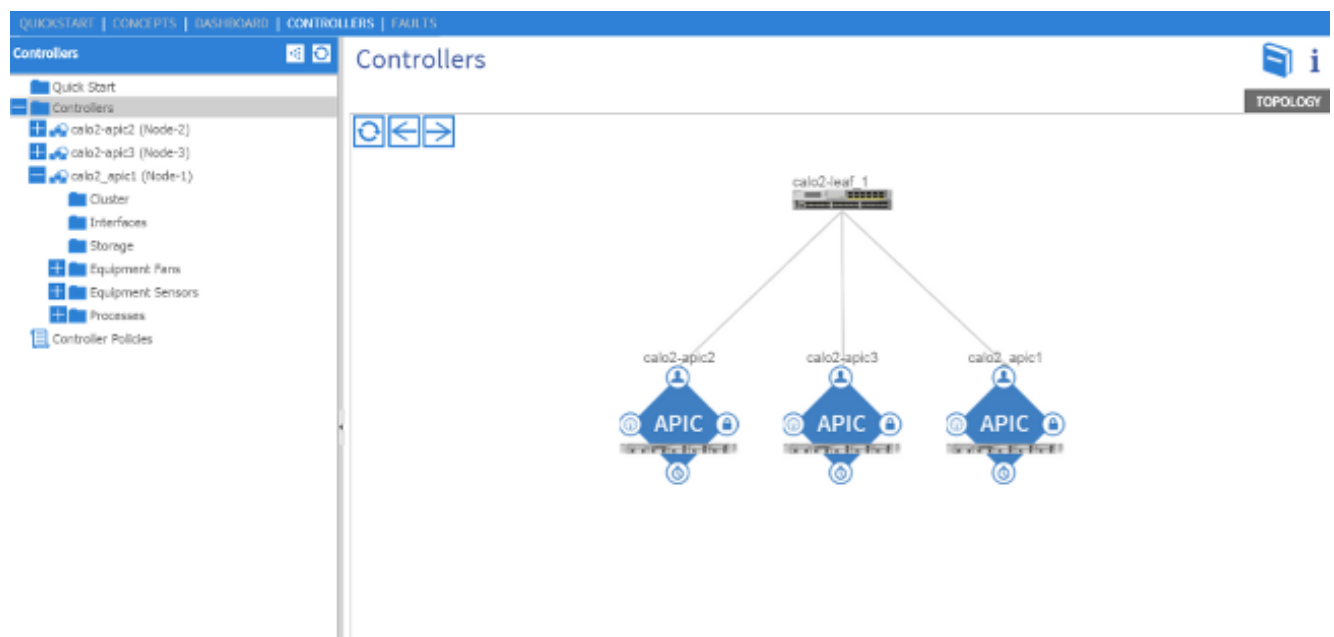 QUICKSTART | CONCEPTS | DASHBOARD | CONTROLLERS | FAULTS
Controllers
Quick Start
Controllers
calo2-apic2 (Node-2)
calo2-apic3 (Node-3)
calo2_apic1 (Node-1)
Cluster
Interfaces
Storage
Equipment Fans
Equipment Sensors
Processes
Controller Policies
Controllers
i
TOPOLOGY
calo2-leaf_1
calo2-apic2 calo2-apic3 calo2_apic1
APIC APIC APIC